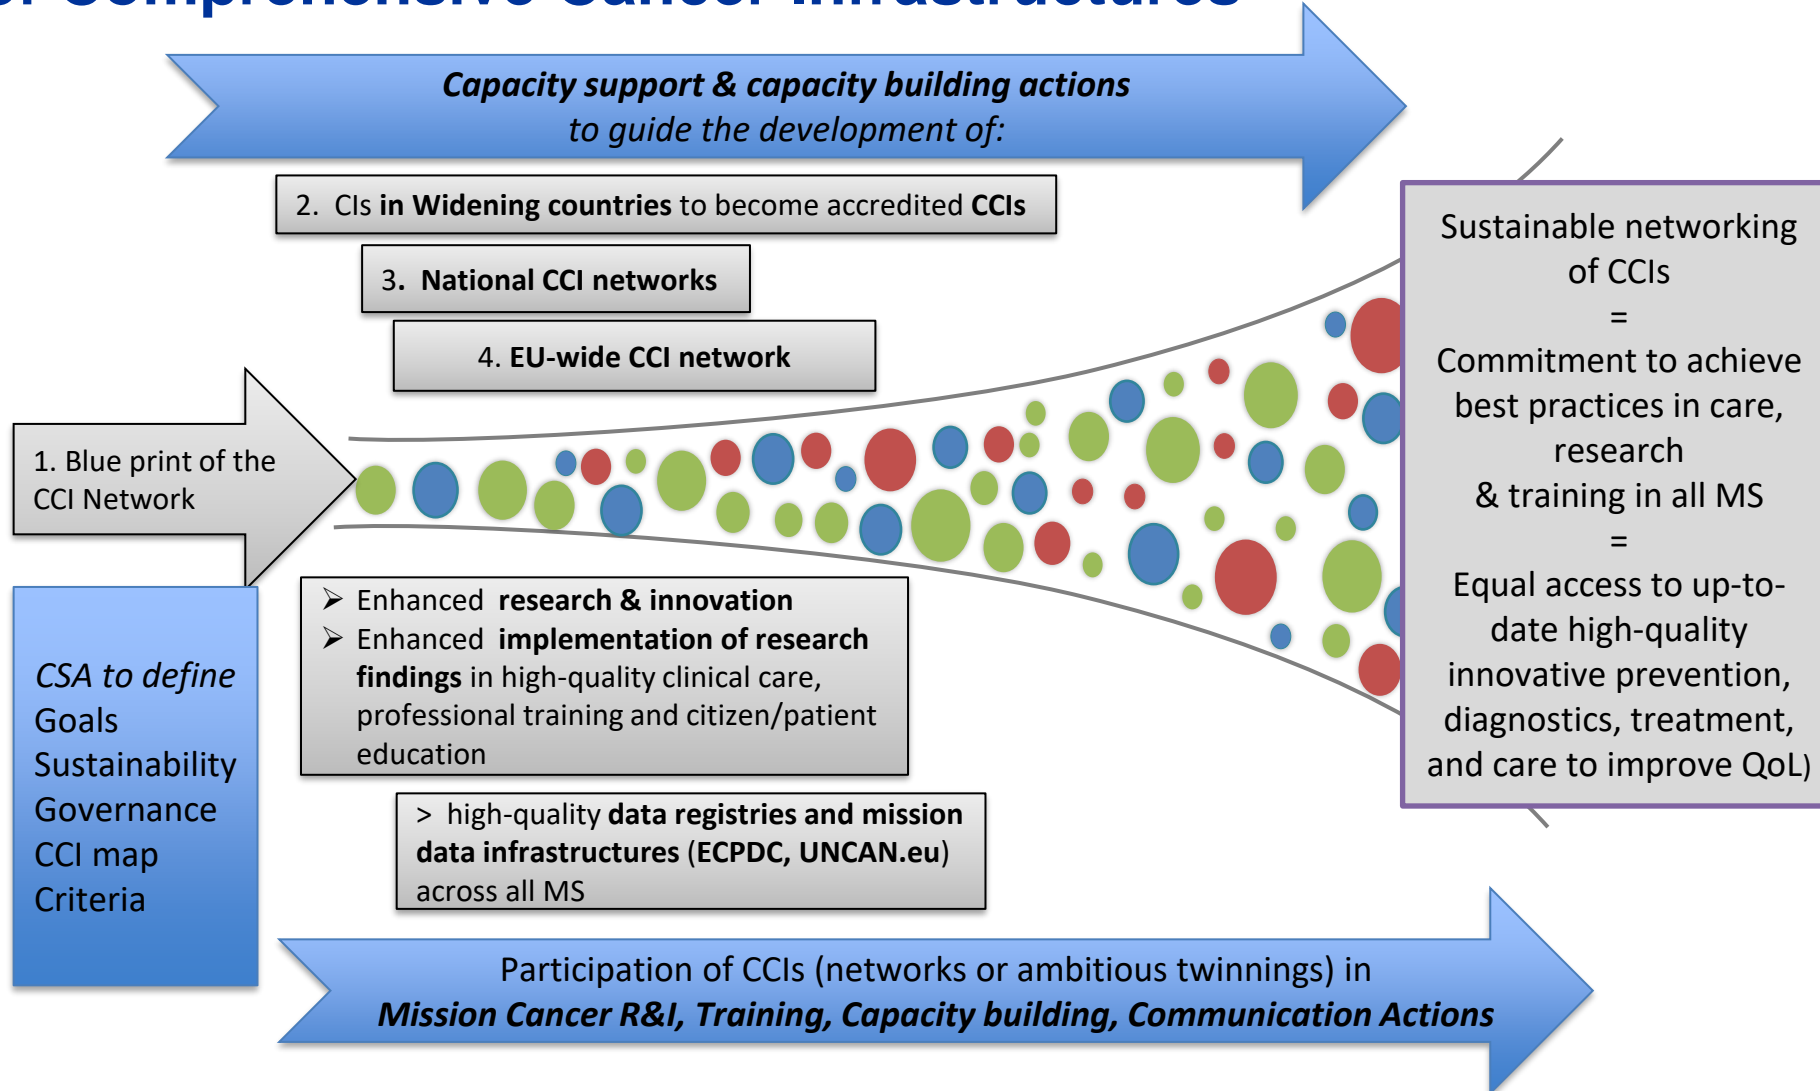 of Comprehensive Cancer Infrastructures
Capacity support & capacity building actions
to guide the development of:
2. CIs in Widening countries to become accredited CCIs
3. National CCI networks
4. EU-wide CCI network
1. Blue print of the
CCI Network
CSA to define
Goals
Sustainability
Governance
CCI map
Criteria
➢ Enhanced research & innovation
➢ Enhanced implementation of research
findings in high-quality clinical care,
professional training and citizen/patient
education
> high-quality data registries and mission
data infrastructures (ECPDC, UNCAN.eu)
across all MS
Sustainable networking
of CCIs
=
Commitment to achieve
best practices in care,
research
& training in all MS
=
Equal access to up-to-
date high-quality
innovative prevention,
diagnostics, treatment,
and care to improve QoL)
Participation of CCIs (networks or ambitious twinnings) in
Mission Cancer R&I, Training, Capacity building, Communication Actions